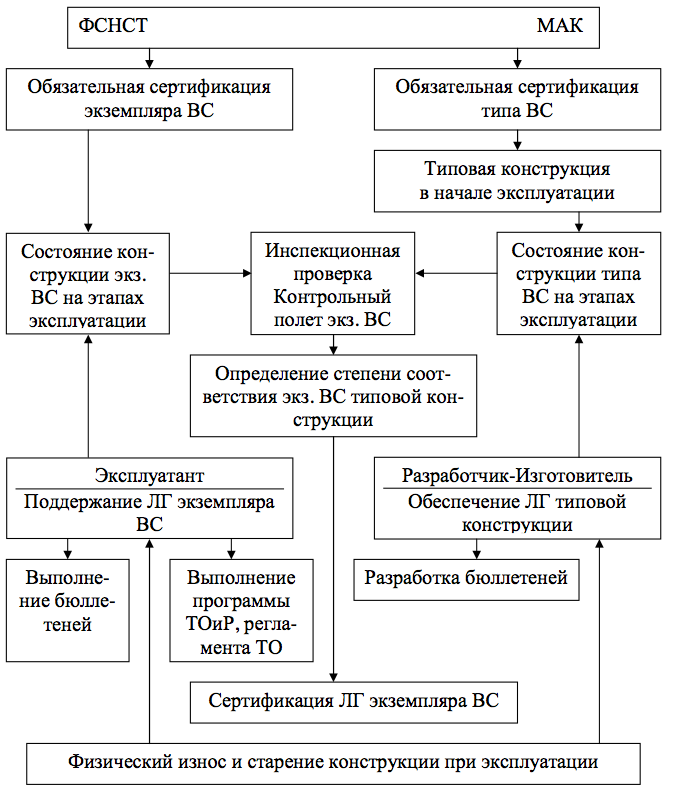 ФСНСТ МАК
Обязательная сертификация
экземпляра ВС
Обязательная сертификация
типа ВС
Типовая конструкция
в начале эксплуатации
Состояние кон-
струкции экз.
ВС на этапах
эксплуатации
Инспекционная
проверка
Контрольный
полет экз. ВС
Состояние кон-
струкции типа
ВС на этапах
эксплуатации
Определение степени соот-
ветствия экз. ВС типовой кон-
струкции
Эксплуатант
Поддержание ЛГ экземпляра
ВС
Разработчик-Изготовитель
Обеспечение ЛГ типовой
конструкции
Выполне-
ние бюлле-
теней
Выполнение
программы
ТОиР, регла-
мента ТО
Разработка бюллетеней
Сертификация ЛГ экземпляра ВС
Физический износ и старение конструкции при эксплуатации